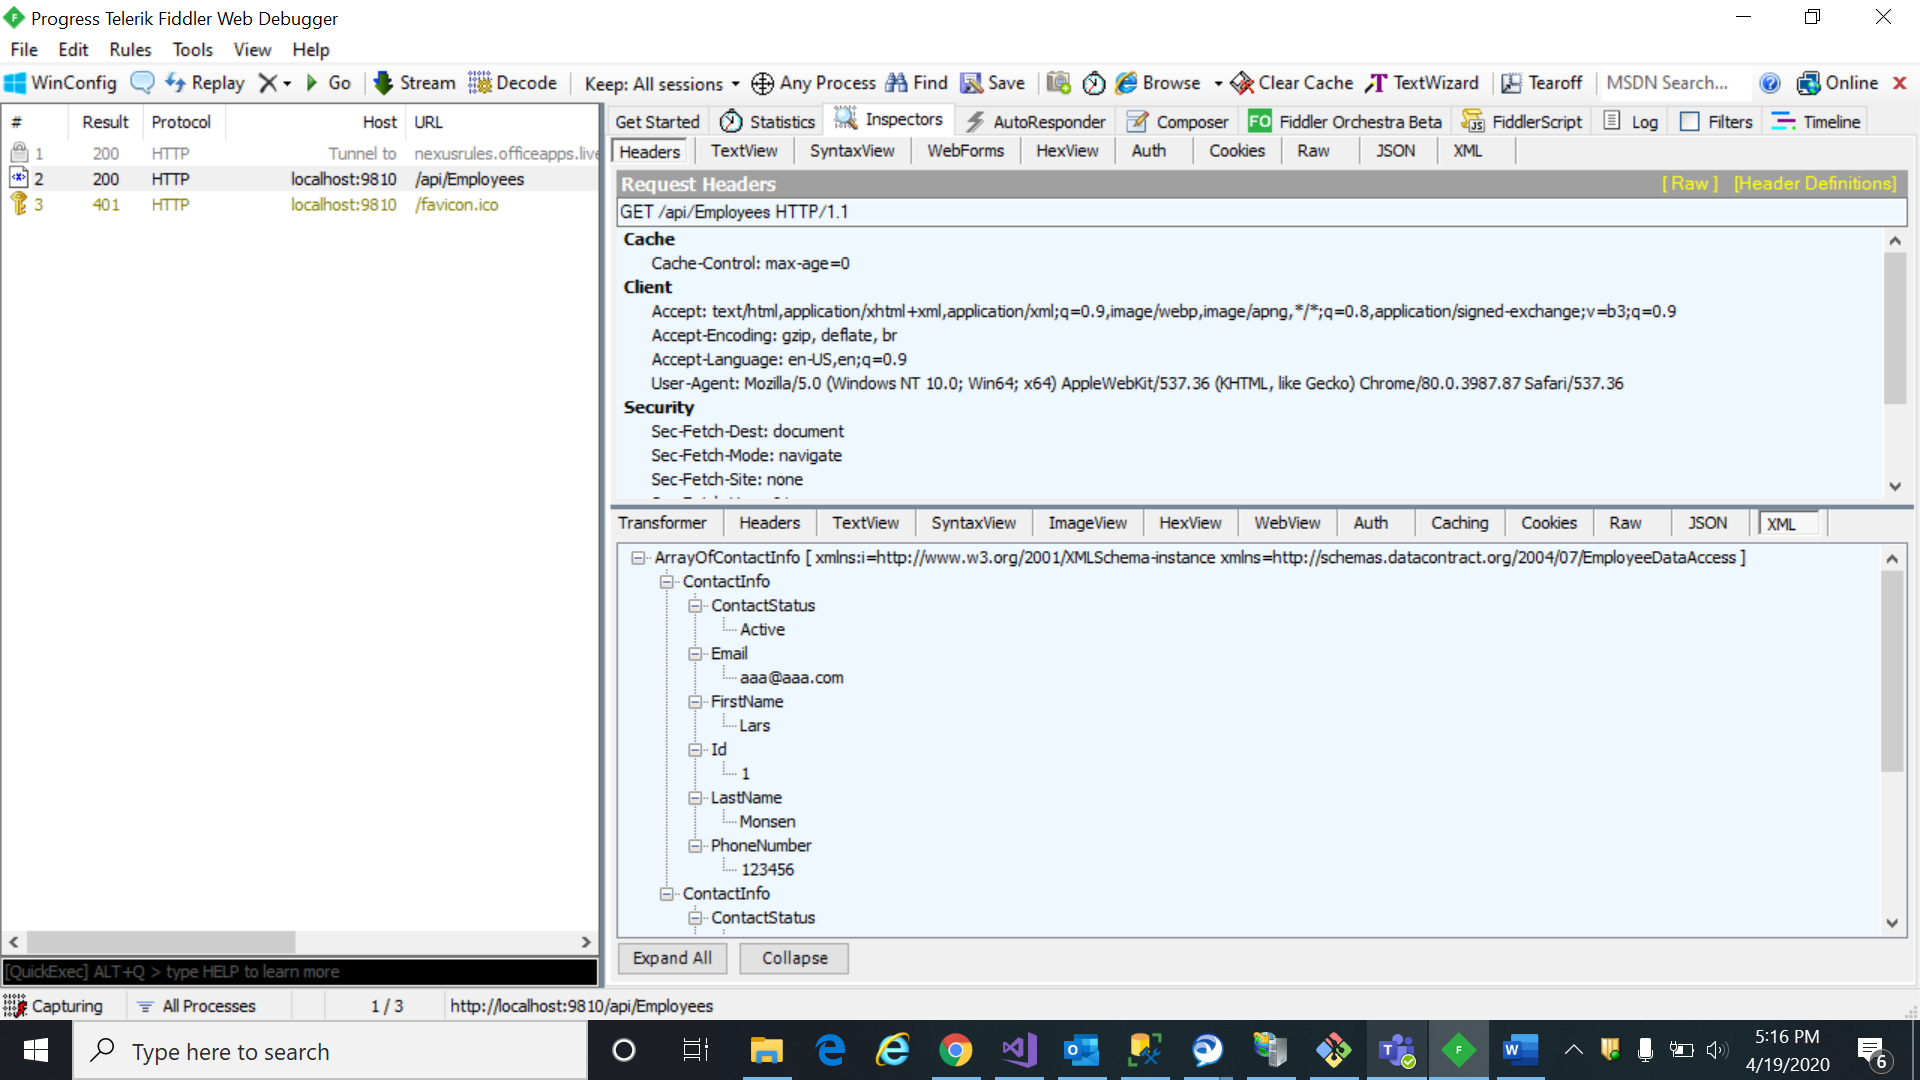 Progress Telerik Fiddler Web Debugger
File Edit Rules Tools View Help
WinConfig Replay Go Stream Decode Keep: All sessions Any Process Find Save Browse Clear Cache TextWizard Tearoff MSDN Search... Online
# Result Protocol Host URL
1 200 HTTP Tunnel to nexusrules.officeapps.live
2 200 HTTP localhost:9810 /api/Employees
3 401 HTTP localhost:9810 /favicon.ico
[QuickExec] ALT+Q > type HELP to learn more
Get Started Statistics Inspectors AutoResponder Composer FO Fiddler Orchestra Beta FiddlerScript Log Filters Timeline
Headers TextView SyntaxView WebForms HexView Auth Cookies Raw JSON XML
Request Headers [ Raw ] [Header Definitions]
GET /api/Employees HTTP/1.1
Cache
Cache-Control: max-age=0
Client
Accept: text/html,application/xhtml+xml,application/xml;q=0.9,image/webp,image/apng,*/*;q=0.8,application/signed-exchange;v=b3;q=0.9
Accept-Encoding: gzip, deflate, br
Accept-Language: en-US,en;q=0.9
User-Agent: Mozilla/5.0 (Windows NT 10.0; Win64; x64) AppleWebKit/537.36 (KHTML, like Gecko) Chrome/80.0.3987.87 Safari/537.36
Security
Sec-Fetch-Dest: document
Sec-Fetch-Mode: navigate
Sec-Fetch-Site: none
Transformer Headers TextView SyntaxView ImageView HexView WebView Auth Caching Cookies Raw JSON XML
ArrayOfContactInfo [ xmlns:i=http://www.w3.org/2001/XMLSchema-instance xmlns=http://schemas.datacontract.org/2004/07/EmployeeDataAccess ]
ContactInfo
ContactStatus
Active
Email
aaa@aaa.com
FirstName
Lars
Id
1
LastName
Monsen
PhoneNumber
123456
ContactInfo
ContactStatus
Expand All Collapse
Capturing All Processes 1 / 3 http://localhost:9810/api/Employees
Type here to search
5:16 PM
4/19/2020
6